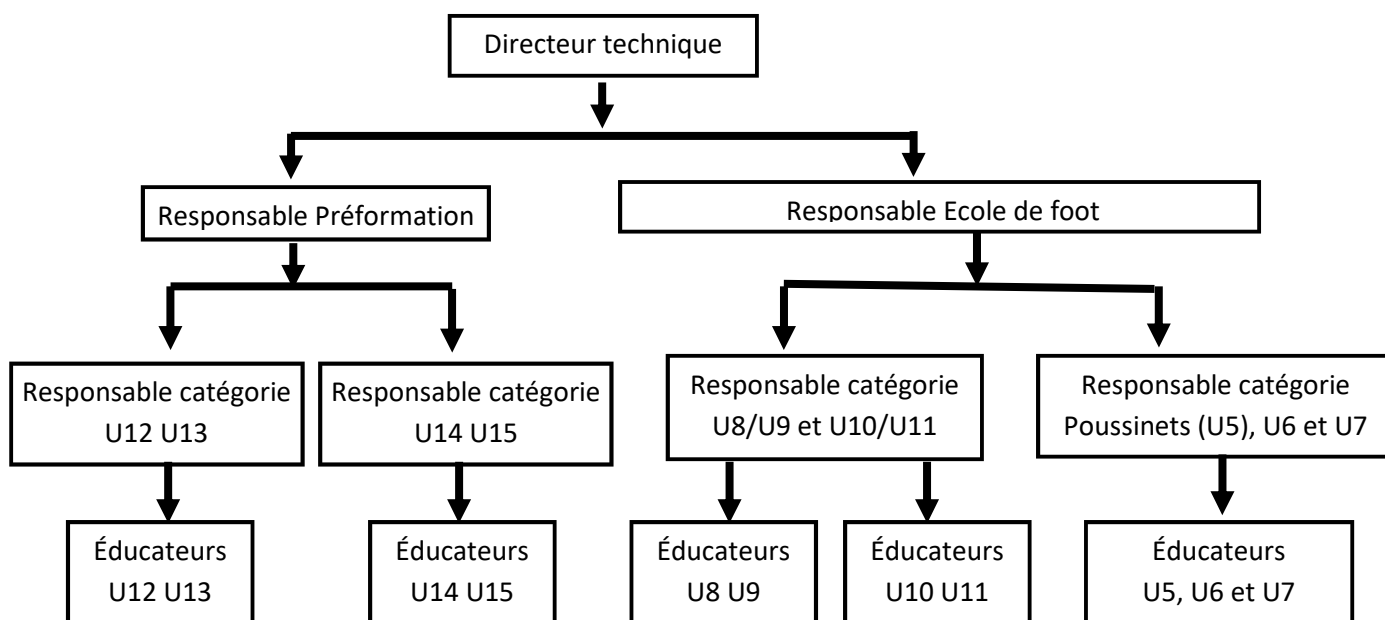 Directeur technique
Responsable Préformation
Responsable Ecole de foot
Responsable catégorie
U12 U13
Responsable catégorie
U14 U15
Responsable catégorie
U8/U9 et U10/U11
Responsable catégorie
Poussinets (U5), U6 et U7
Éducateurs
U12 U13
Éducateurs
U14 U15
Éducateurs
U8 U9
Éducateurs
U10 U11
Éducateurs
U5, U6 et U7